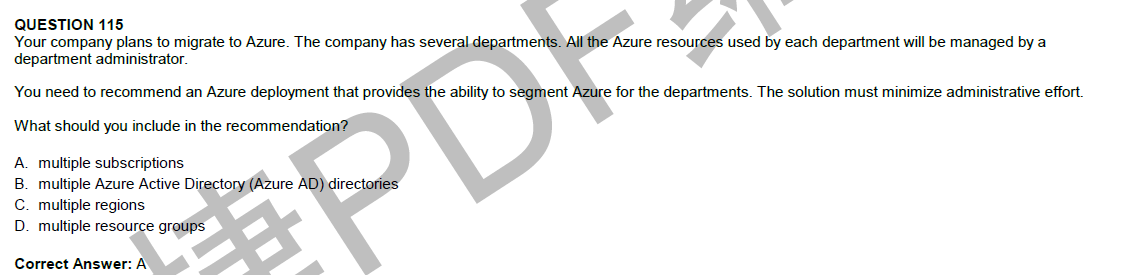 QUESTION 115
Your company plans to migrate to Azure. The company has several departments. All the Azure resources used by each department will be managed by a
department administrator.
You need to recommend an Azure deployment that provides the ability to segment Azure for the departments. The solution must minimize administrative effort.
What should you include in the recommendation?
A. multiple subscriptions
B. multiple Azure Active Directory (Azure AD) directories
C. multiple regions
D. multiple resource groups
Correct Answer: A
PDF